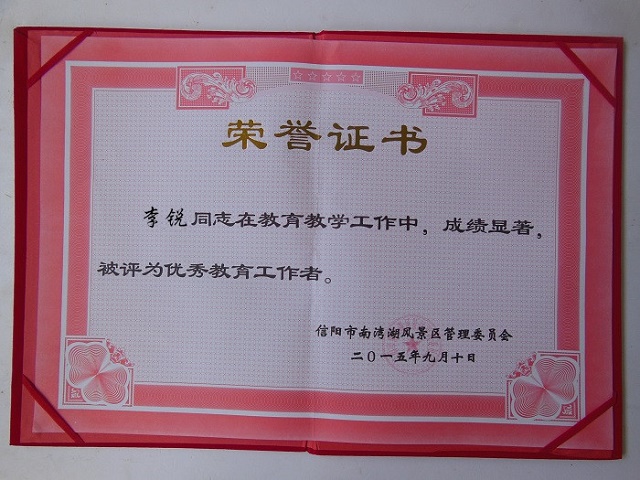 荣誉证书
李锐同志在教育教学工作中，成绩显著，
被评为优秀教育工作者。
信阳市南湾湖风景区管理委员会
二〇一五年九月十日